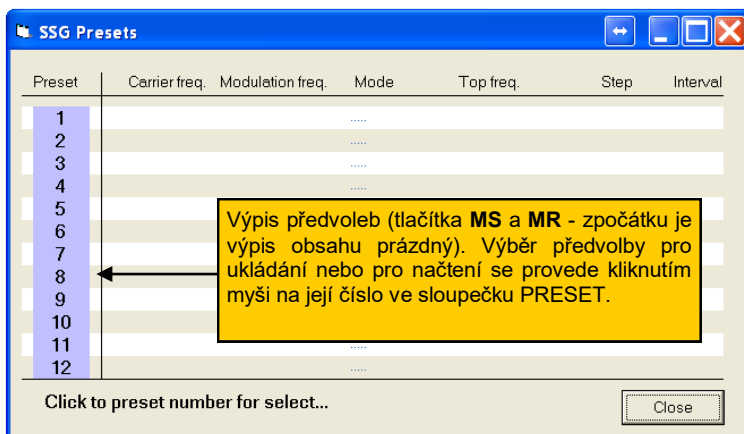 SSG Presets
Preset Carrier freq. Modulation freq. Mode Top freq. Step Interval
1 .....
2 .....
3 .....
4 .....
5
6
7
8
9
10
11 .....
12 .....
Výpis předvoleb (tlačítka MS a MR - zpočátku je
výpis obsahu prázdný). Výběr předvolby pro
ukládání nebo pro načtení se provede kliknutím
myši na její číslo ve sloupečku PRESET.
Click to preset number for select...
Close